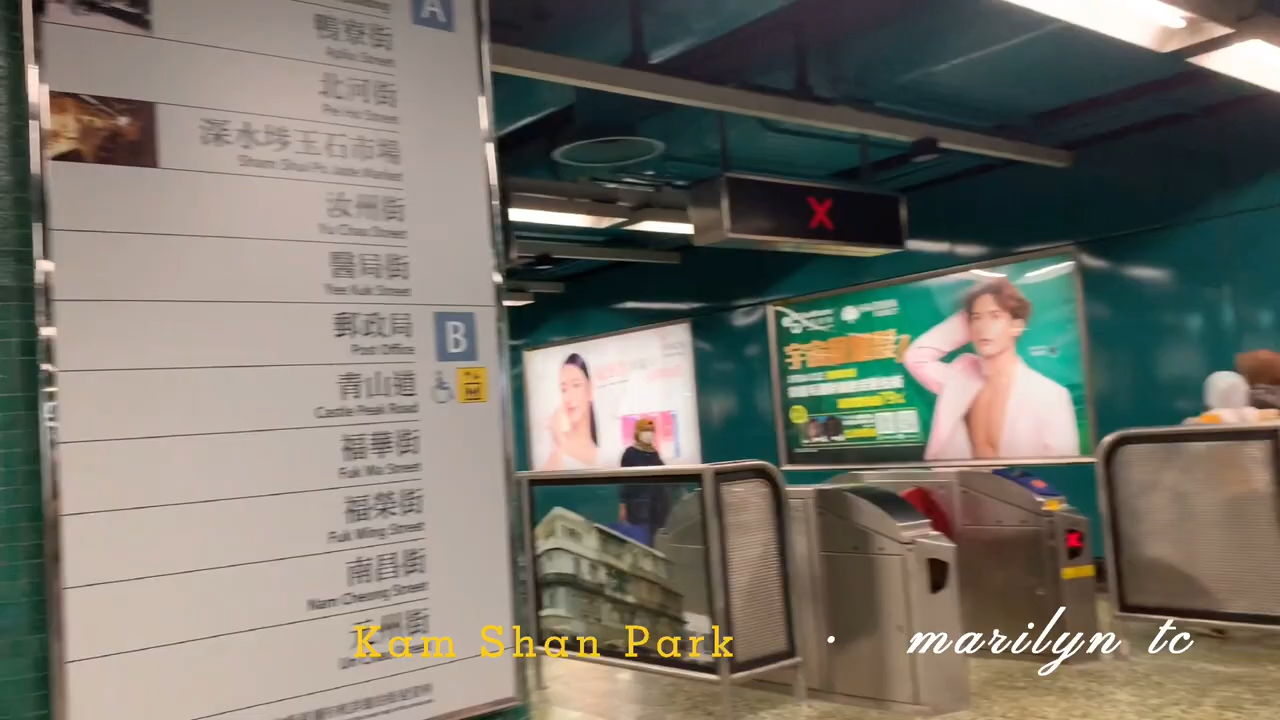 A
鴨寮街
Apliu Street
北河街
Pei Ho Street
深水埗玉石市場
Sham Shui Po Jade Market
汝州街
Yu Chau Street
醫局街
Yee Kuk Street
郵政局
Post Office
B
青山道
Castle Peak Road
福華街
Fuk Wa Street
福榮街
Fuk Wing Street
南昌街
Nam Cheong Street
X
Kam Shan Park · marilyn tc